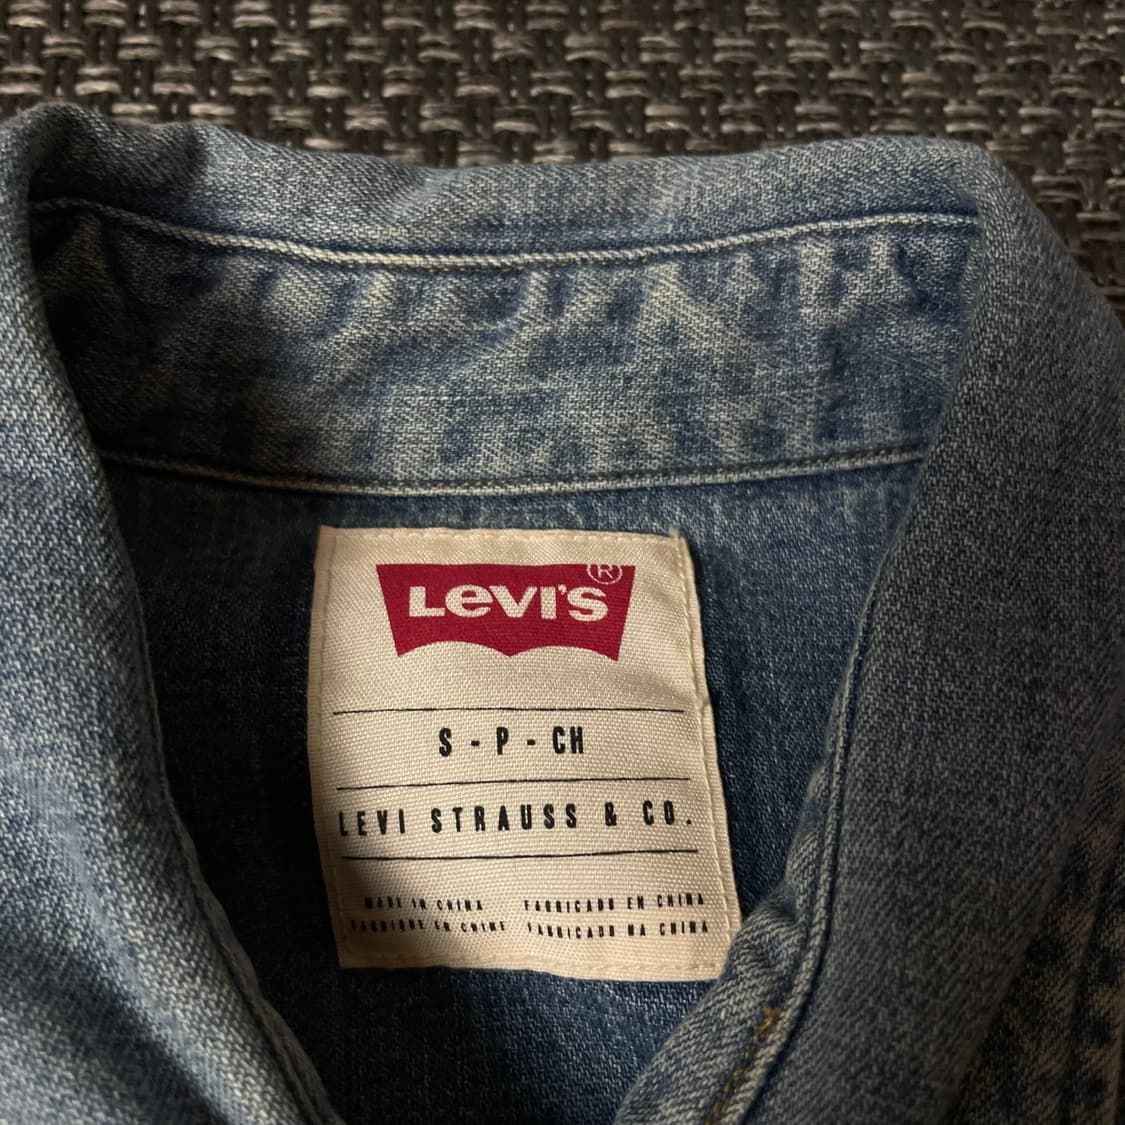 LEVI'S®
S - P - CH
LEVI STRAUSS & CO.
MADE IN CHINA FABRICADO EN CHINA
FABRIQUÉ EN CHINE FABRICADO NA CHINA